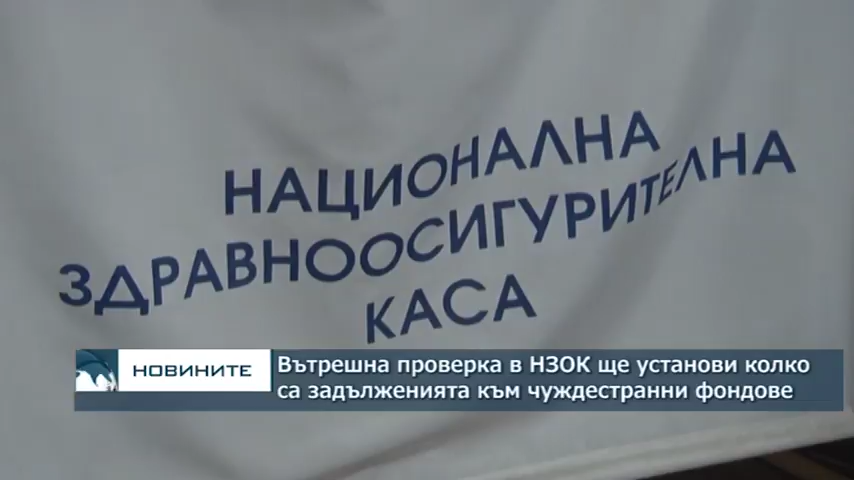 НАЦИОНАЛНА
ЗДРАВНООСИГУРИТЕЛНА
КАСА
НОВИНИТЕ
Вътрешна проверка в НЗОК ще установи колко
са задълженията към чуждестранни фондове